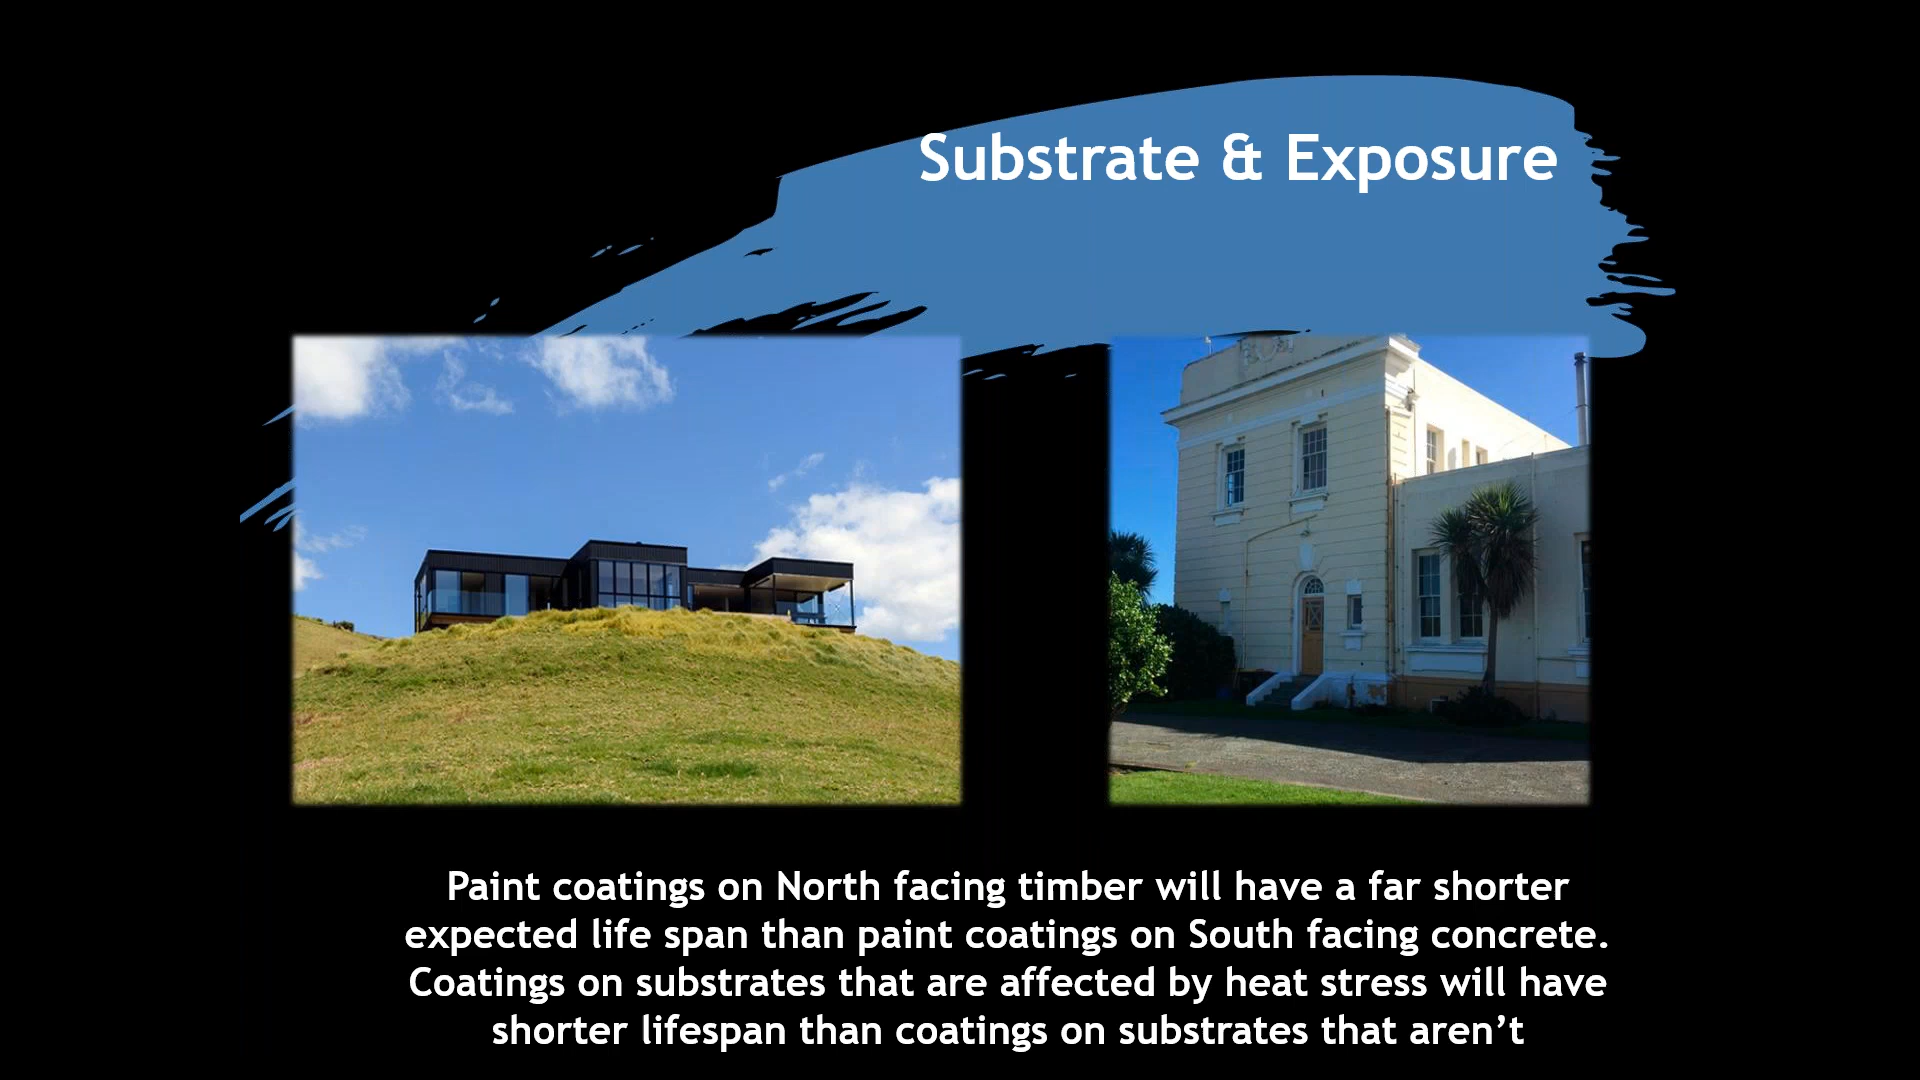 Substrate & Exposure
Paint coatings on North facing timber will have a far shorter
expected life span than paint coatings on South facing concrete.
Coatings on substrates that are affected by heat stress will have
shorter lifespan than coatings on substrates that aren’t